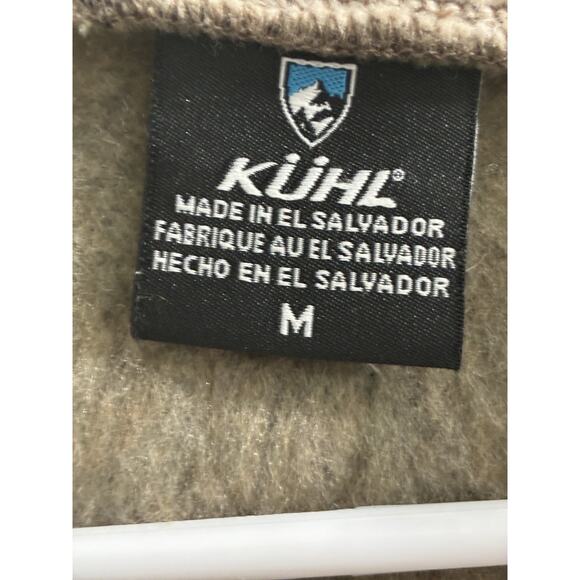 KÜHL®
MADE IN EL SALVADOR
FABRIQUE AU EL SALVADOR
HECHO EN EL SALVADOR
M